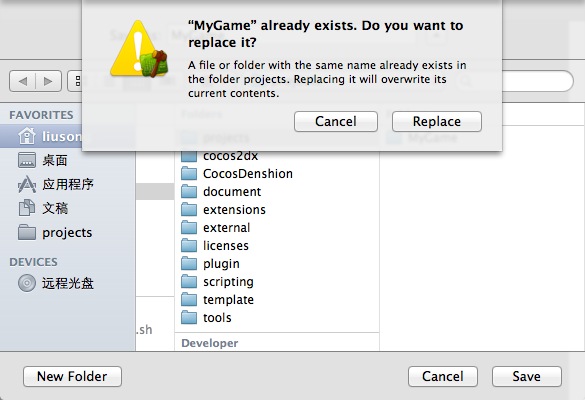 “MyGame” already exists. Do you want to
replace it?
A file or folder with the same name already exists in
the folder projects. Replacing it will overwrite its
current contents.
Cancel
Replace
FAVORITES
liuson
桌面
应用程序
文稿
projects
DEVICES
远程光盘
.sh
projects
cocos2dx
CocosDenshion
document
extensions
external
licenses
plugin
scripting
template
tools
Developer
MyGame
New Folder
Cancel
Save